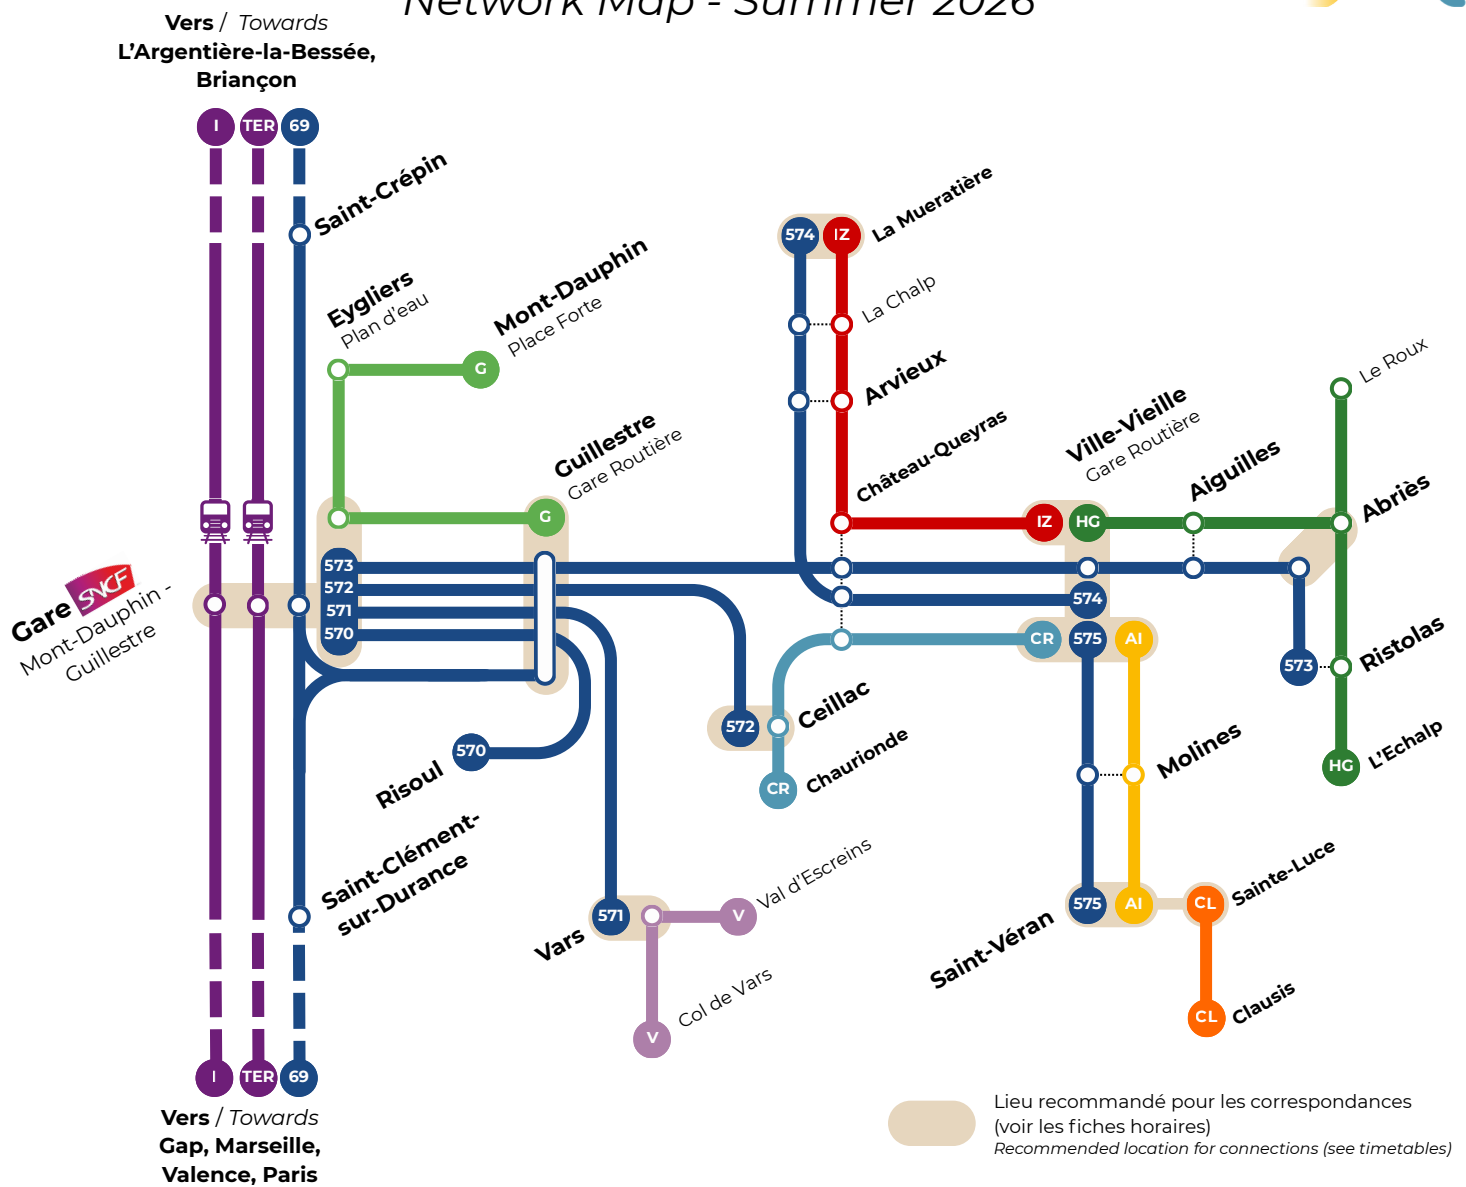 Network Map - Summer 2026
Vers / Towards
L'Argentière-la-Bessée,
Briançon
I
TER
69
Saint-Crépin
Eygliers
Plan d'eau
Mont-Dauphin
Place Forte
G
Guillestre
Gare Routière
G
574
IZ
La Mueratière
La Chalp
Arvieux
Château-Queyras
Ville-Vieille
Gare Routière
IZ
HG
Aiguilles
Le Roux
Abriès
573
572
571
570
574
Gare SNCF
Mont-Dauphin -
Guillestre
CR
575
AI
573
Ristolas
572
Ceillac
CR
Chaurionde
570
Risoul
Molines
HG
L'Echalp
Saint-Clément-
sur-Durance
571
Vars
V
Val d'Escreins
V
Col de Vars
575
AI
CL
Sainte-Luce
Saint-Véran
CL
Clausis
I
TER
69
Vers / Towards
Gap, Marseille,
Valence, Paris
Lieu recommandé pour les correspondances
(voir les fiches horaires)
Recommended location for connections (see timetables)